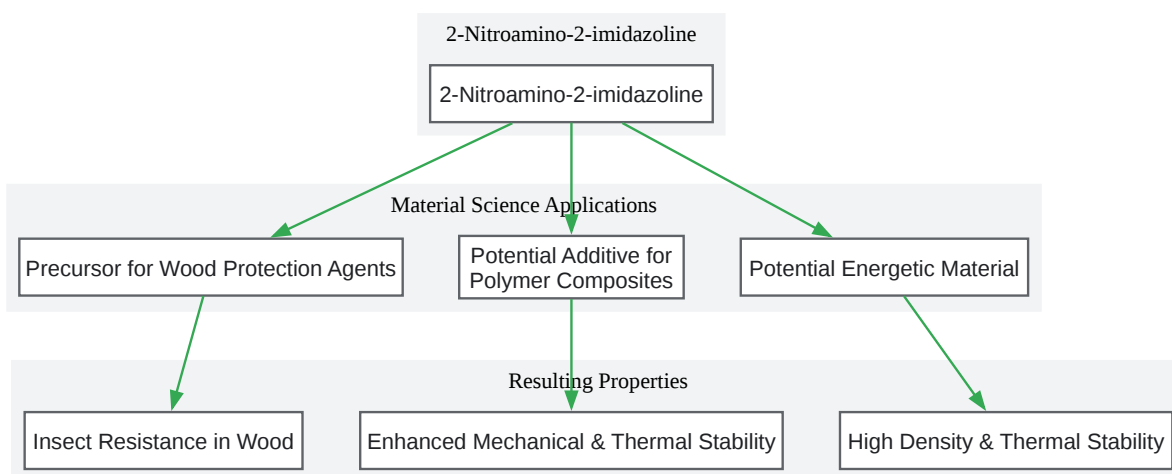 2-Nitroamino-2-imidazoline
2-Nitroamino-2-imidazoline
Material Science Applications
Precursor for Wood Protection Agents
Potential Additive for
Polymer Composites
Potential Energetic Material
Resulting Properties
Insect Resistance in Wood
Enhanced Mechanical & Thermal Stability
High Density & Thermal Stability